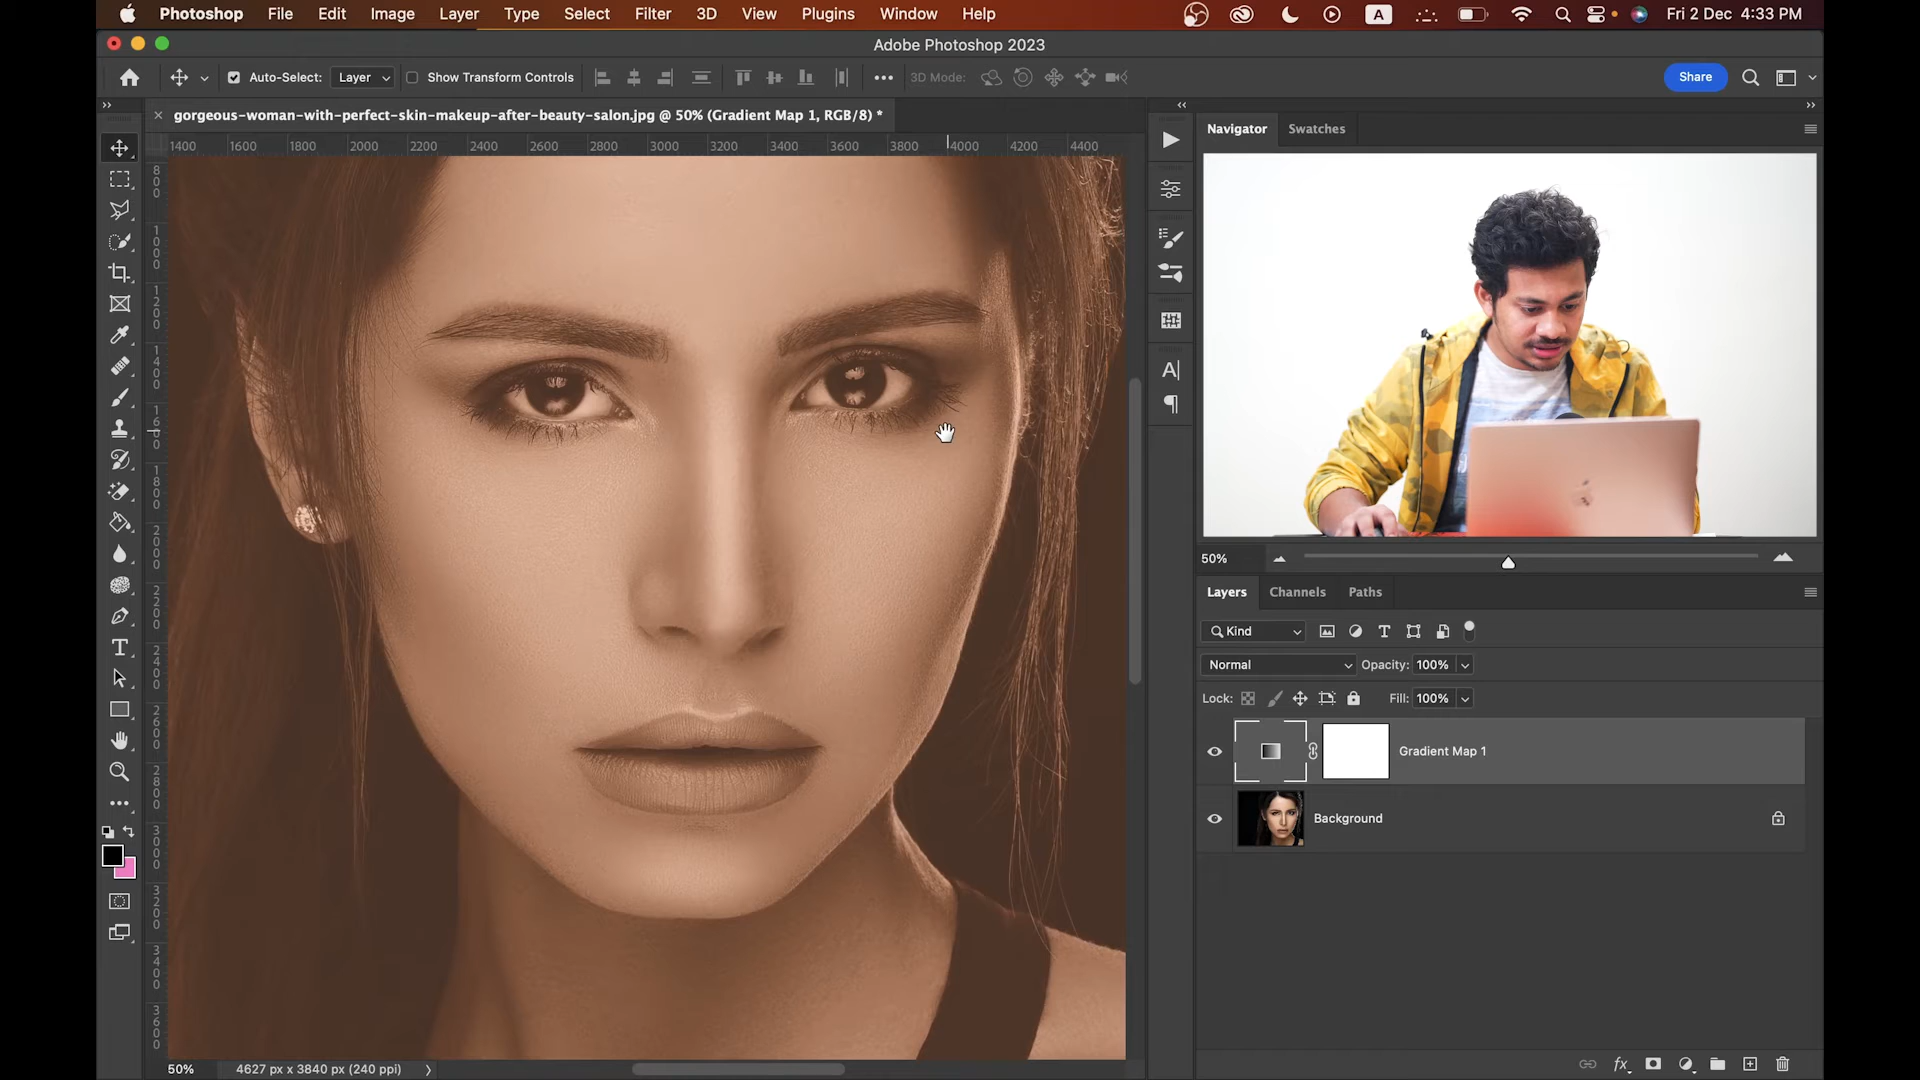 Photoshop File Edit Image Layer Type Select Filter 3D View Plugins Window Help A Fri 2 Dec 4:33 PM
Adobe Photoshop 2023
Auto-Select: Layer Show Transform Controls 3D Mode: Share
gorgeous-woman-with-perfect-skin-makeup-after-beauty-salon.jpg @ 50% (Gradient Map 1, RGB/8) *
Navigator Swatches
1400 1600 1800 2000 2200 2400 2600 2800 3000 3200 3400 3600 3800 4000 4200 4400
800
1000
1200
1400
1600
1800
2000
2200
2400
2600
2800
3000
3200
3400
3600
50%
Layers Channels Paths
Kind
Normal Opacity: 100%
Lock: Fill: 100%
Gradient Map 1
Background
50% 4627 px x 3840 px (240 ppi)
fx